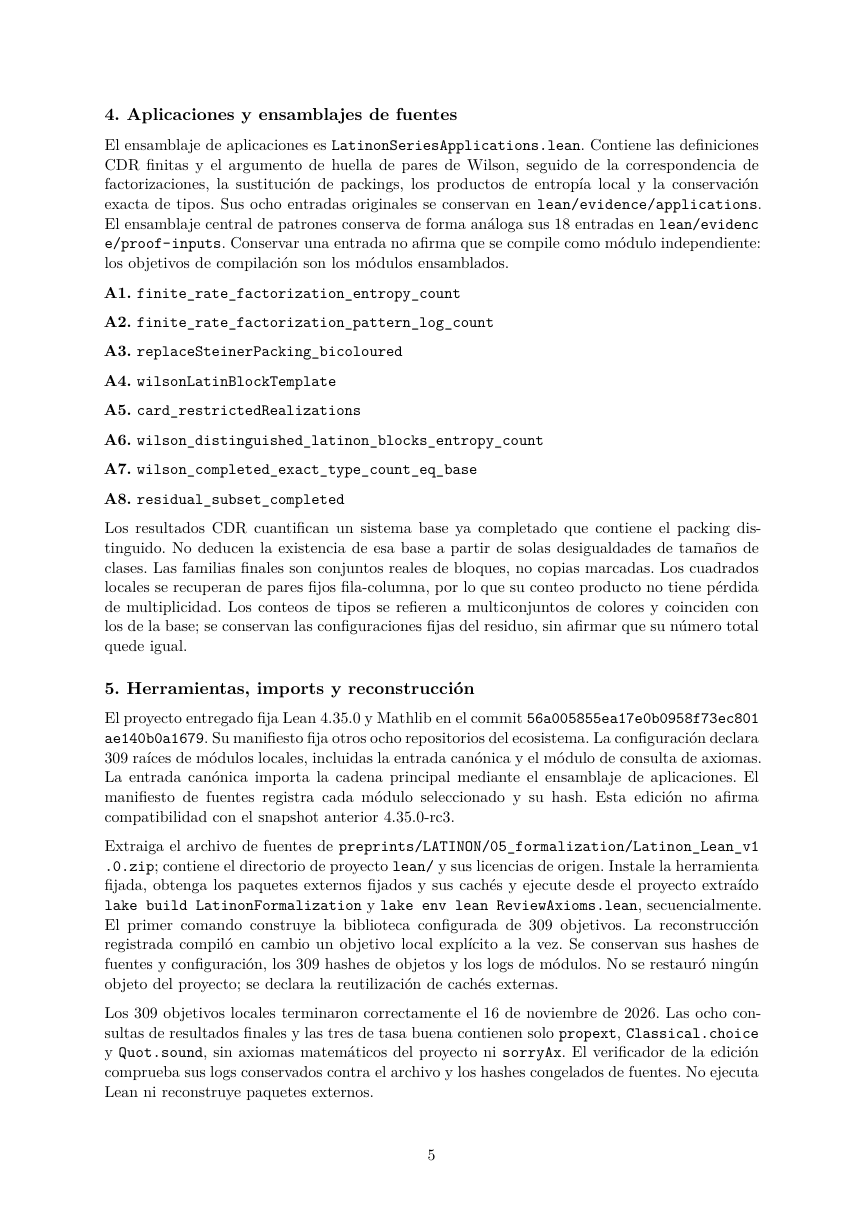 4. Aplicaciones y ensamblajes de fuentes
El ensamblaje de aplicaciones es LatinonSeriesApplications.lean. Contiene las definiciones
CDR finitas y el argumento de huella de pares de Wilson, seguido de la correspondencia de
factorizaciones, la sustitución de packings, los productos de entropía local y la conservación
exacta de tipos. Sus ocho entradas originales se conservan en lean/evidence/applications.
El ensamblaje central de patrones conserva de forma análoga sus 18 entradas en lean/evidenc
e/proof-inputs. Conservar una entrada no afirma que se compile como módulo independiente:
los objetivos de compilación son los módulos ensamblados.
A1. finite_rate_factorization_entropy_count
A2. finite_rate_factorization_pattern_log_count
A3. replaceSteinerPacking_bicoloured
A4. wilsonLatinBlockTemplate
A5. card_restrictedRealizations
A6. wilson_distinguished_latinon_blocks_entropy_count
A7. wilson_completed_exact_type_count_eq_base
A8. residual_subset_completed
Los resultados CDR cuantifican un sistema base ya completado que contiene el packing dis-
tinguido. No deducen la existencia de esa base a partir de solas desigualdades de tamaños de
clases. Las familias finales son conjuntos reales de bloques, no copias marcadas. Los cuadrados
locales se recuperan de pares fijos fila-columna, por lo que su conteo producto no tiene pérdida
de multiplicidad. Los conteos de tipos se refieren a multiconjuntos de colores y coinciden con
los de la base; se conservan las configuraciones fijas del residuo, sin afirmar que su número total
quede igual.
5. Herramientas, imports y reconstrucción
El proyecto entregado fija Lean 4.35.0 y Mathlib en el commit 56a005855ea17e0b0958f73ec801
ae140b0a1679. Su manifiesto fija otros ocho repositorios del ecosistema. La configuración declara
309 raíces de módulos locales, incluidas la entrada canónica y el módulo de consulta de axiomas.
La entrada canónica importa la cadena principal mediante el ensamblaje de aplicaciones. El
manifiesto de fuentes registra cada módulo seleccionado y su hash. Esta edición no afirma
compatibilidad con el snapshot anterior 4.35.0-rc3.
Extraiga el archivo de fuentes de preprints/LATINON/05_formalization/Latinon_Lean_v1
.0.zip; contiene el directorio de proyecto lean/ y sus licencias de origen. Instale la herramienta
fijada, obtenga los paquetes externos fijados y sus cachés y ejecute desde el proyecto extraído
lake build LatinonFormalization y lake env lean ReviewAxioms.lean, secuencialmente.
El primer comando construye la biblioteca configurada de 309 objetivos. La reconstrucción
registrada compiló en cambio un objetivo local explícito a la vez. Se conservan sus hashes de
fuentes y configuración, los 309 hashes de objetos y los logs de módulos. No se restauró ningún
objeto del proyecto; se declara la reutilización de cachés externas.
Los 309 objetivos locales terminaron correctamente el 16 de noviembre de 2026. Las ocho con-
sultas de resultados finales y las tres de tasa buena contienen solo propext, Classical.choice
y Quot.sound, sin axiomas matemáticos del proyecto ni sorryAx. El verificador de la edición
comprueba sus logs conservados contra el archivo y los hashes congelados de fuentes. No ejecuta
Lean ni reconstruye paquetes externos.
5